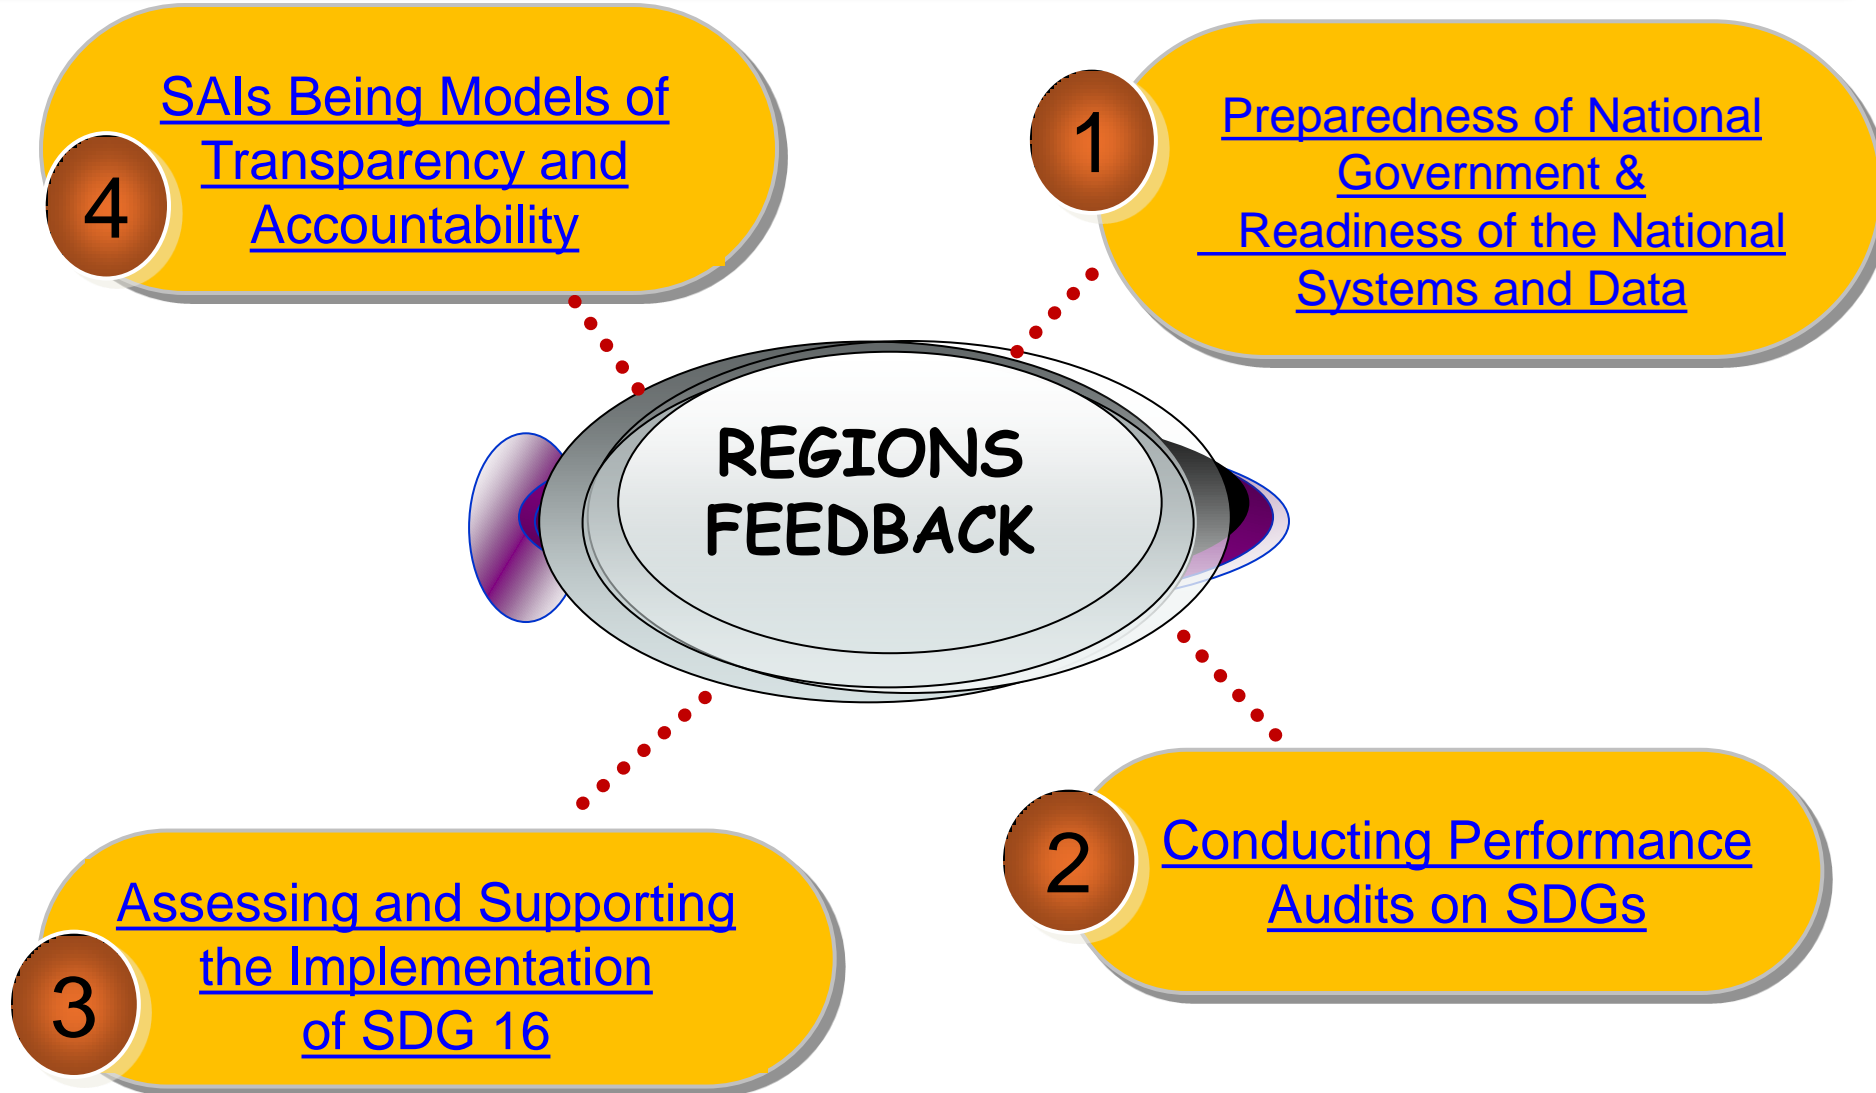 4
SAIs Being Models of
Transparency and
Accountability
1
Preparedness of National
Government &
Readiness of the National
Systems and Data
REGIONS
FEEDBACK
2
Conducting Performance
Audits on SDGs
3
Assessing and Supporting
the Implementation
of SDG 16